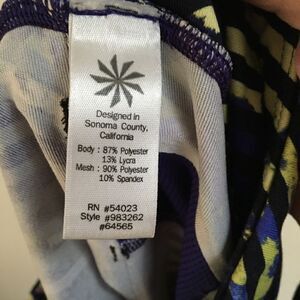 Designed in
Sonoma County,
California
Body : 87% Polyester
13% Lycra
Mesh : 90% Polyester
10% Spandex
RN #54023
Style #983262
#64565